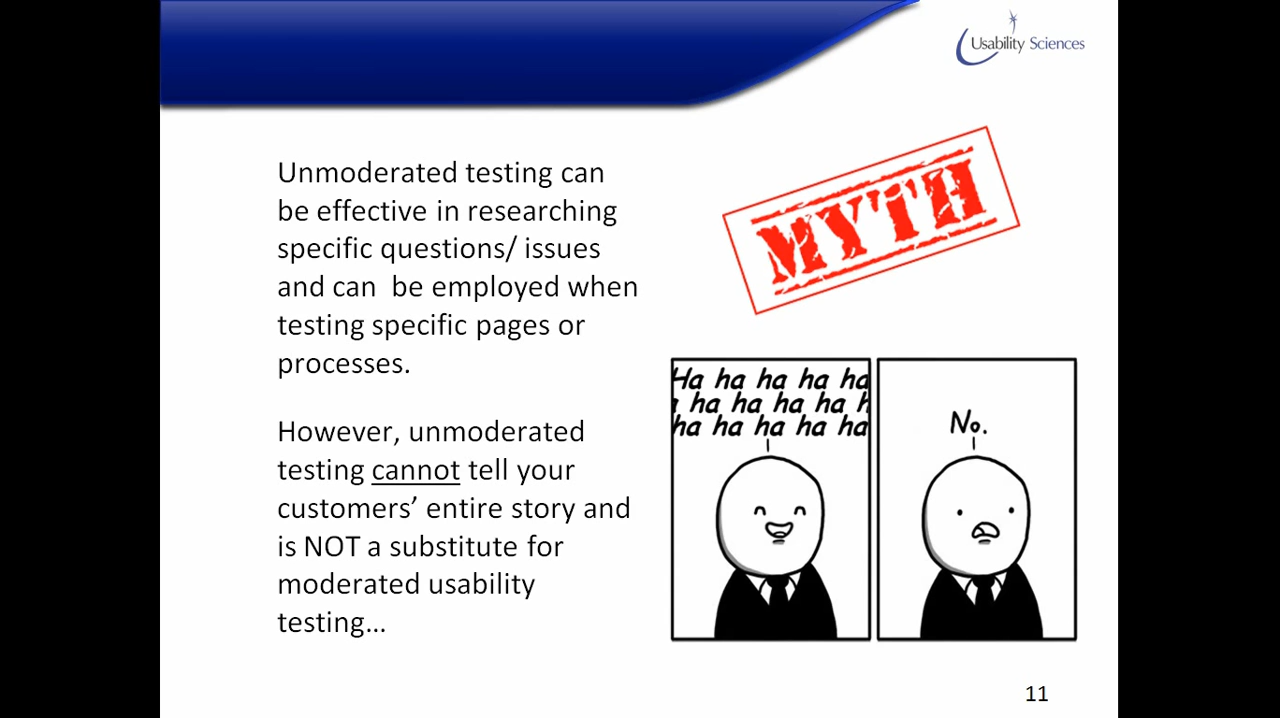 Usability Sciences
Unmoderated testing can
be effective in researching
specific questions/ issues
and can  be employed when
testing specific pages or
processes.
However, unmoderated
testing cannot tell your
customers’ entire story and
is NOT a substitute for
moderated usability
testing…
MYTH
Ha ha ha ha ha
ha ha ha ha h
ha ha ha ha ha
No.
11